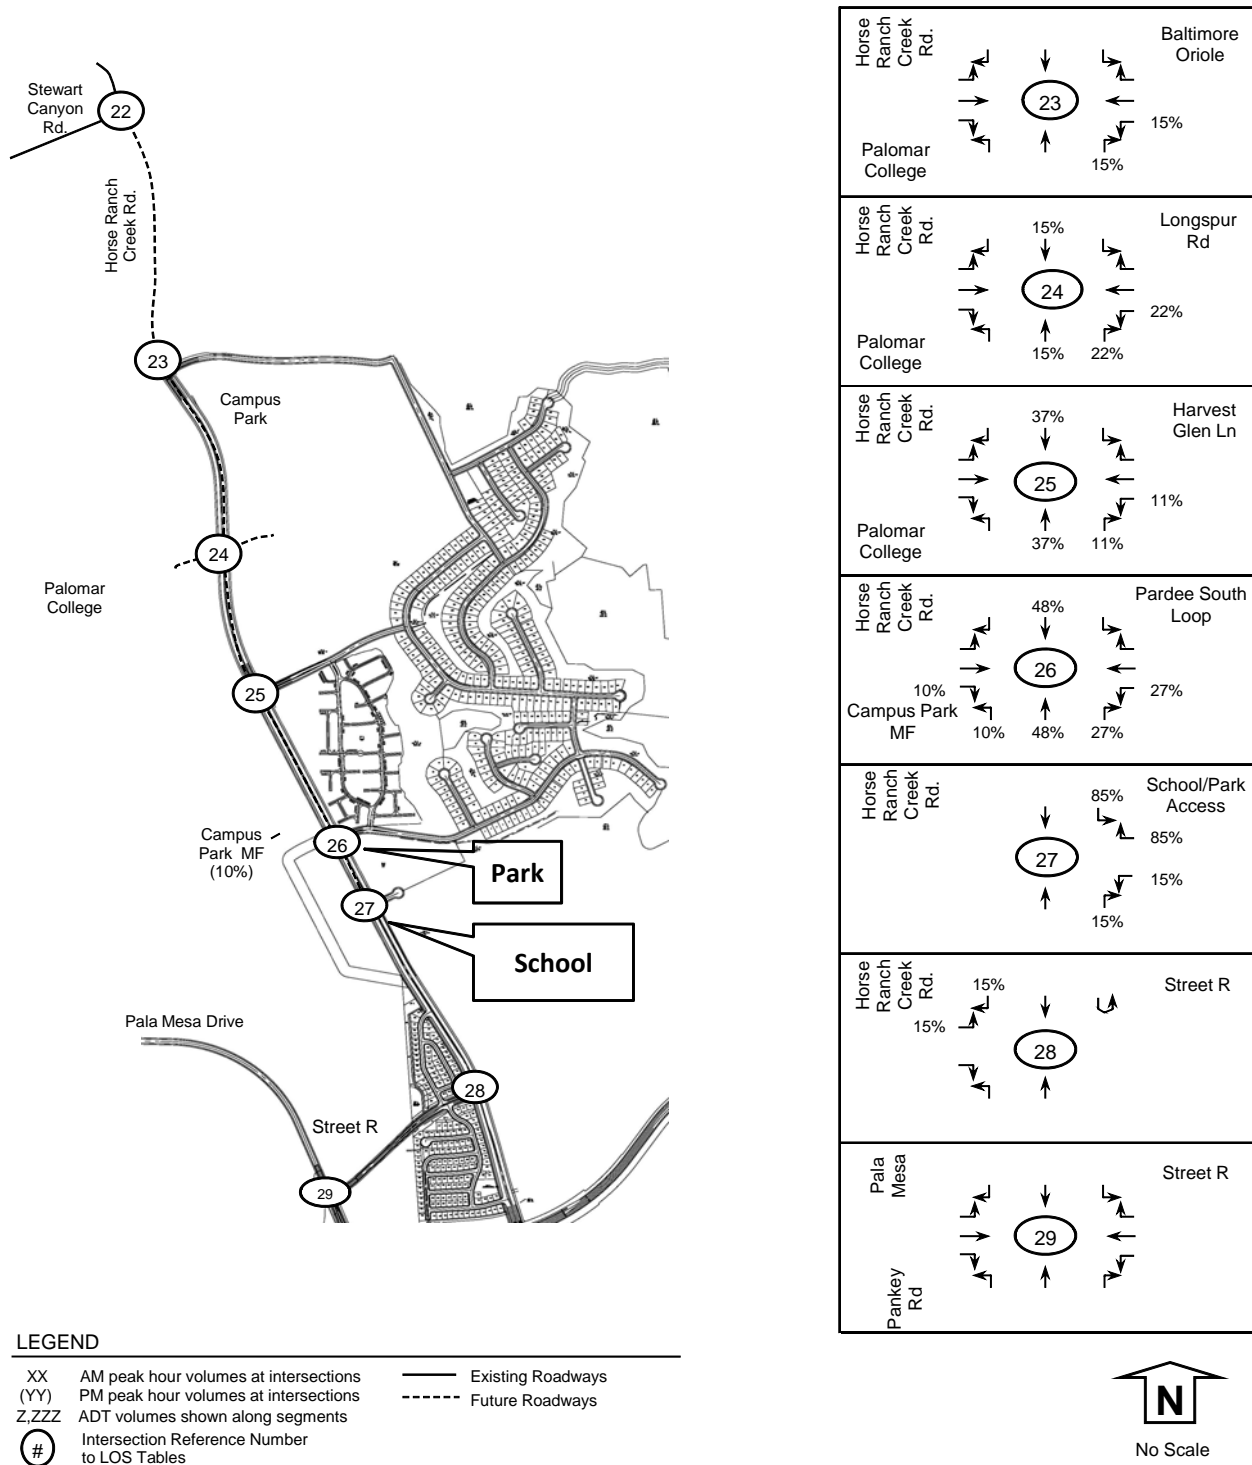 Stewart
Canyon
Rd.
22
Horse Ranch
Creek Rd.
23
Campus
Park
24
Palomar
College
25
Campus
Park MF
(10%)
26
Park
27
School
Pala Mesa Drive
28
Street R
29
Horse
Ranch
Creek
Rd.
Baltimore
Oriole
23
15%
Palomar
College
15%
Horse
Ranch
Creek
Rd.
15%
Longspur
Rd
24
22%
Palomar
College
15%
22%
Horse
Ranch
Creek
Rd.
37%
Harvest
Glen Ln
25
11%
Palomar
College
37%
11%
Horse
Ranch
Creek
Rd.
48%
Pardee South
Loop
26
10%
27%
Campus Park
MF
10%
48%
27%
Horse
Ranch
Creek
Rd.
School/Park
Access
85%
85%
27
15%
15%
Horse
Ranch
Creek
Rd.
15%
Street R
15%
28
Pala
Mesa
Street R
29
Pankey
Rd
LEGEND
XX AM peak hour volumes at intersections
(YY) PM peak hour volumes at intersections
Z,ZZZ ADT volumes shown along segments
# Intersection Reference Number
to LOS Tables
Existing Roadways
Future Roadways
N
No Scale